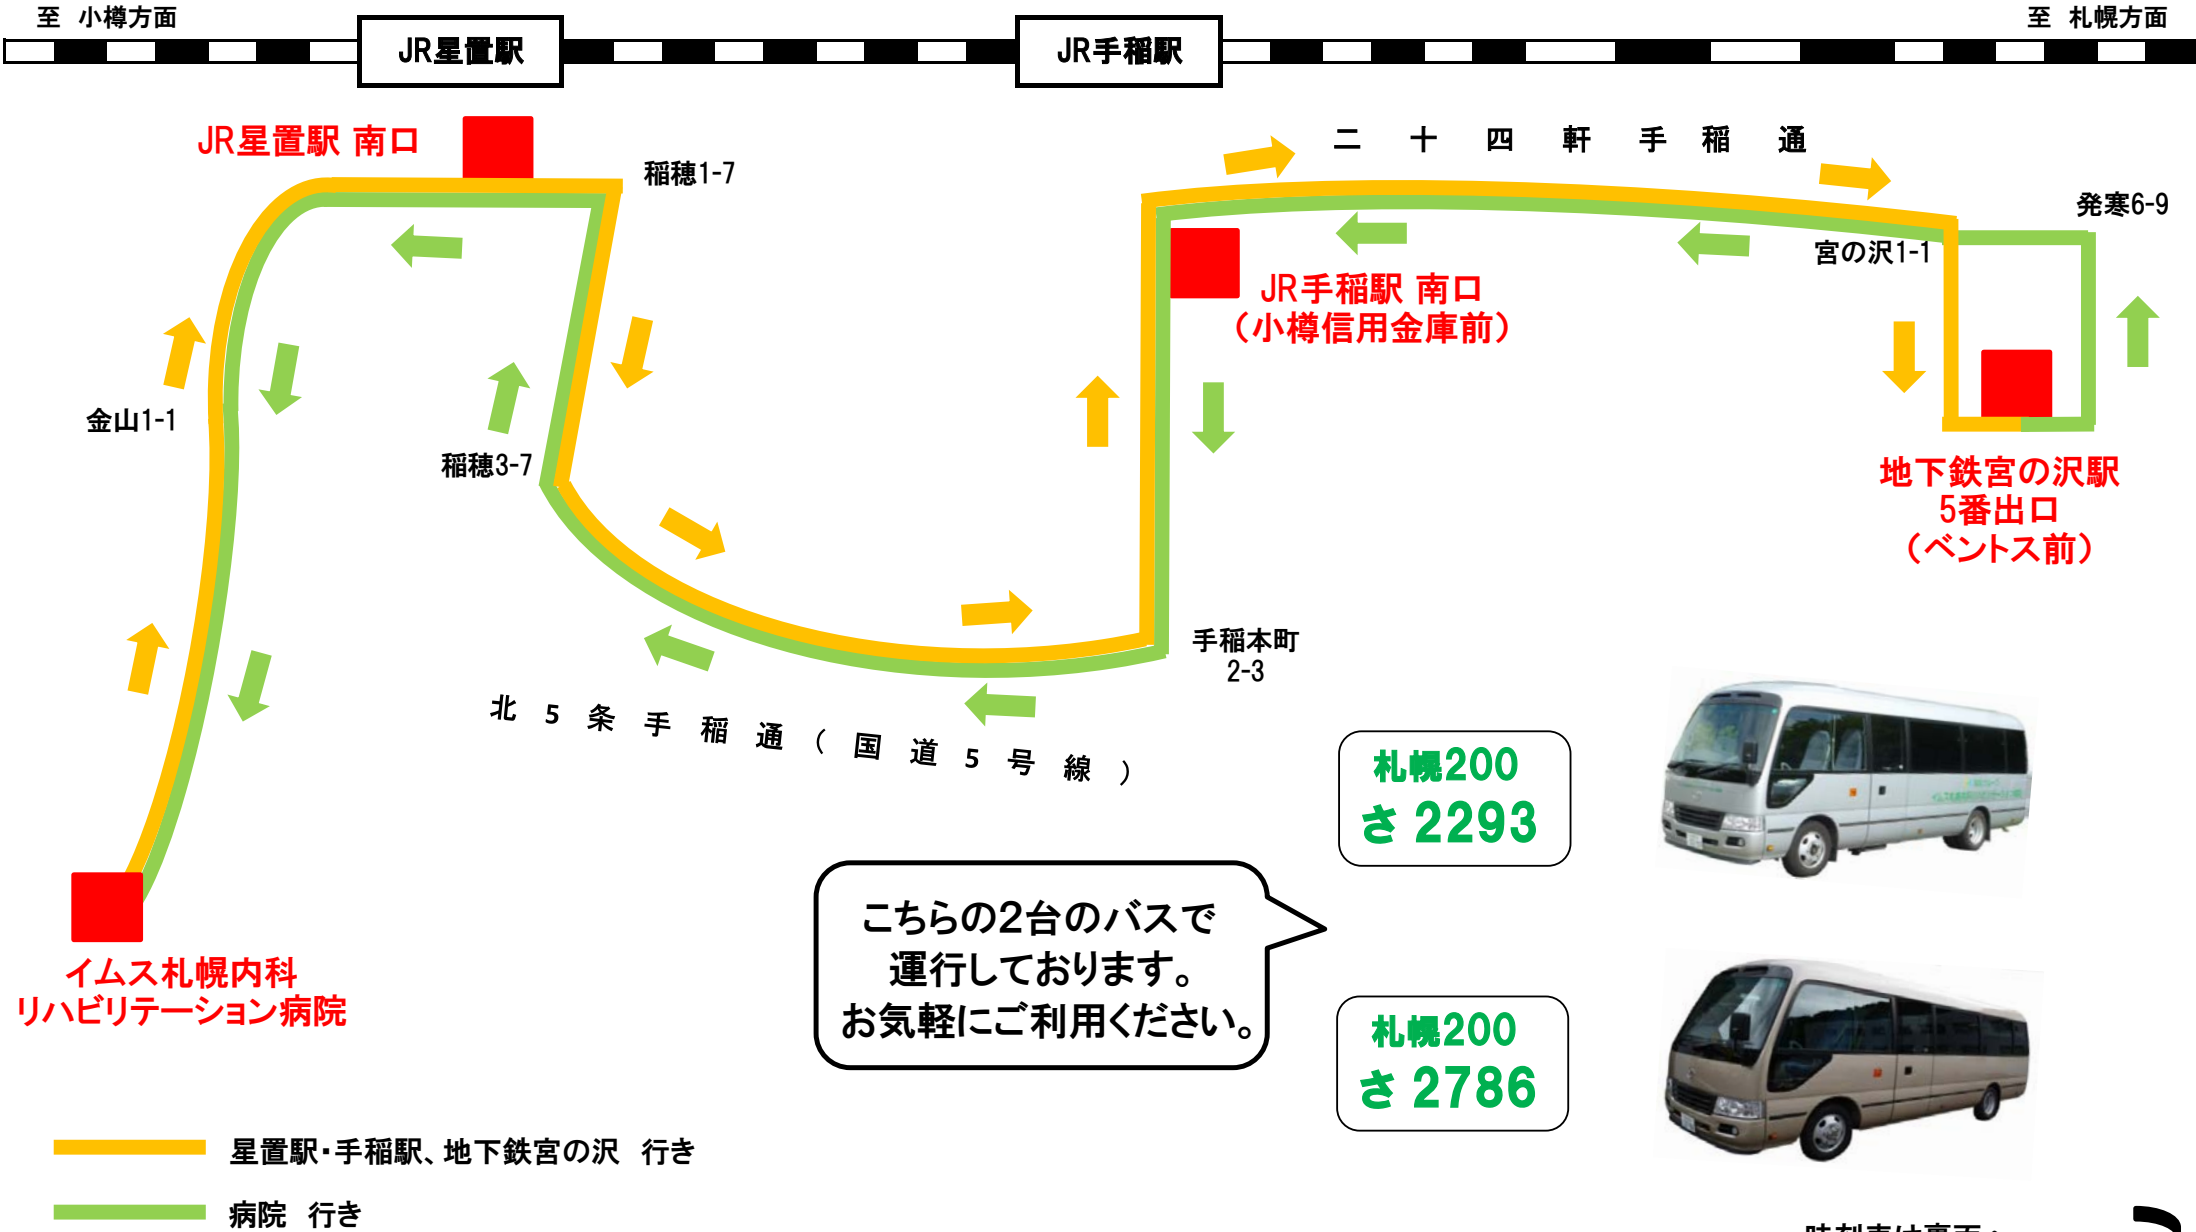 至 小樽方面
至 札幌方面
JR星置駅
JR手稲駅
JR星置駅 南口
稲穂1-7
二十四軒手稲通
発寒6-9
宮の沢1-1
JR手稲駅 南口
（小樽信用金庫前）
金山1-1
稲穂3-7
地下鉄宮の沢駅
5番出口
（ベントス前）
手稲本町
2-3
北5条手稲通（国道5号線）
札幌200
さ 2293
こちらの2台のバスで
運行しております。
お気軽にご利用ください。
イムス札幌内科
リハビリテーション病院
札幌200
さ 2786
星置駅・手稲駅、地下鉄宮の沢 行き
病院 行き